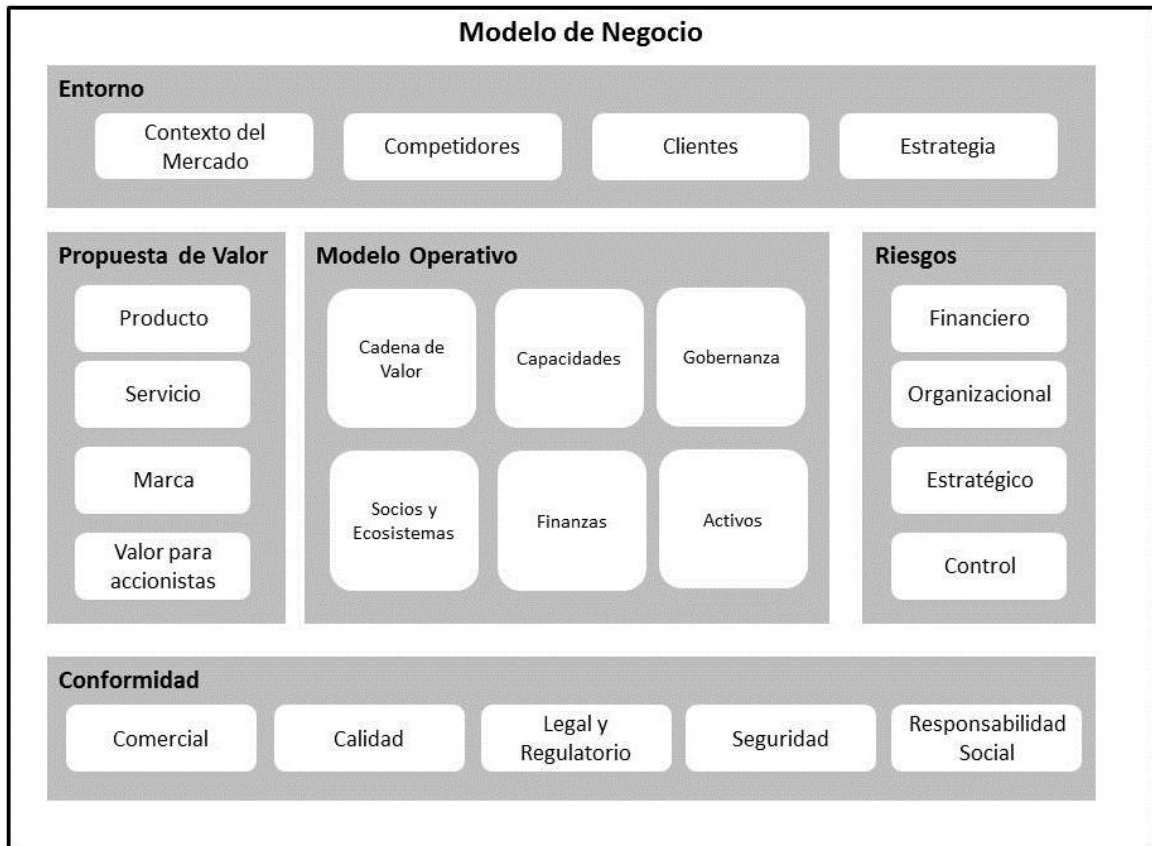 Modelo de Negocio
Entorno
Contexto del
Mercado
Competidores
Clientes
Estrategia
Propuesta de Valor
Producto
Servicio
Marca
Valor para
accionistas
Modelo Operativo
Cadena de
Valor
Capacidades
Gobernanza
Socios y
Ecosistemas
Finanzas
Activos
Riesgos
Financiero
Organizacional
Estratégico
Control
Conformidad
Comercial
Calidad
Legal y
Regulatorio
Seguridad
Responsabilidad
Social